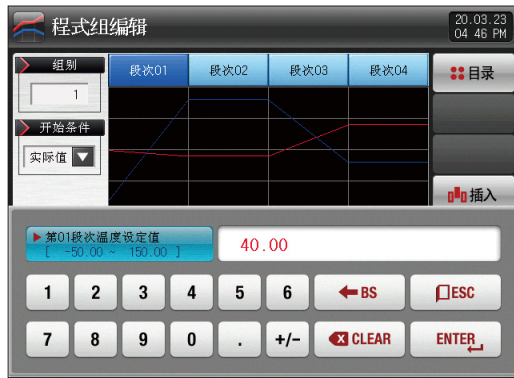 程式组编辑
20.03.23
04 46 PM
组别
1
开始条件
实际值
段次01
段次02
段次03
段次04
目录
插入
第01段次温度设定值
[ -50.00 ~ 150.00 ]
40.00
1 2 3 4 5 6 BS ESC
7 8 9 0 . +/- CLEAR ENTER